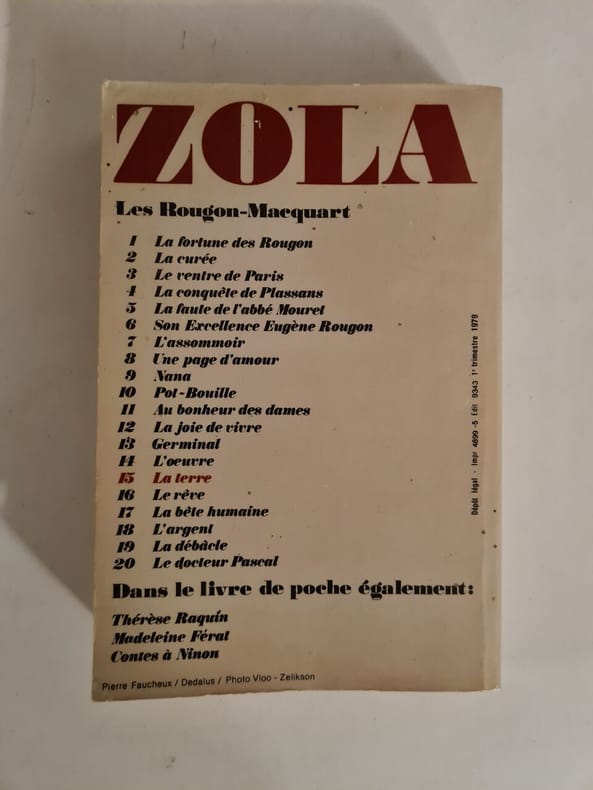 ZOLA
Les Rougon-Macquart
1 La fortune des Rougon
2 La curée
3 Le ventre de Paris
4 La conquête de Plassans
5 La faute de l'abbé Mouret
6 Son Excellence Eugène Rougon
7 L'assommoir
8 Une page d'amour
9 Nana
10 Pot-Bouille
11 Au bonheur des dames
12 La joie de vivre
13 Germinal
14 L'oeuvre
15 La terre
16 Le rêve
17 La bête humaine
18 L'argent
19 La débâcle
20 Le docteur Pascal
Dans le livre de poche également:
Thérèse Raquin
Madeleine Férat
Contes à Ninon
Pierre Faucheux / Dedalus / Photo Vloo - Zelikson
Dépôt légal - Impr 4899-5 Edit 9343 1er trimestre 1979